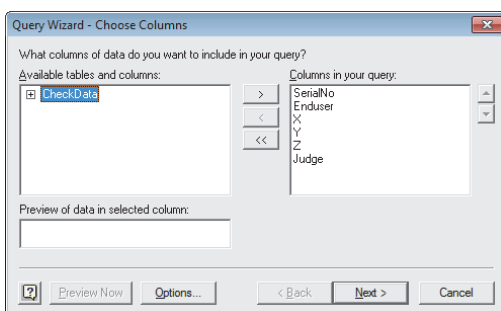 Query Wizard - Choose Columns
What columns of data do you want to include in your query?
Available tables and columns:
Columns in your query:
CheckData
>
<
<<
SerialNo
Enduser
X
Y
Z
Judge
Preview of data in selected column:
?
Preview Now
Options...
< Back
Next >
Cancel